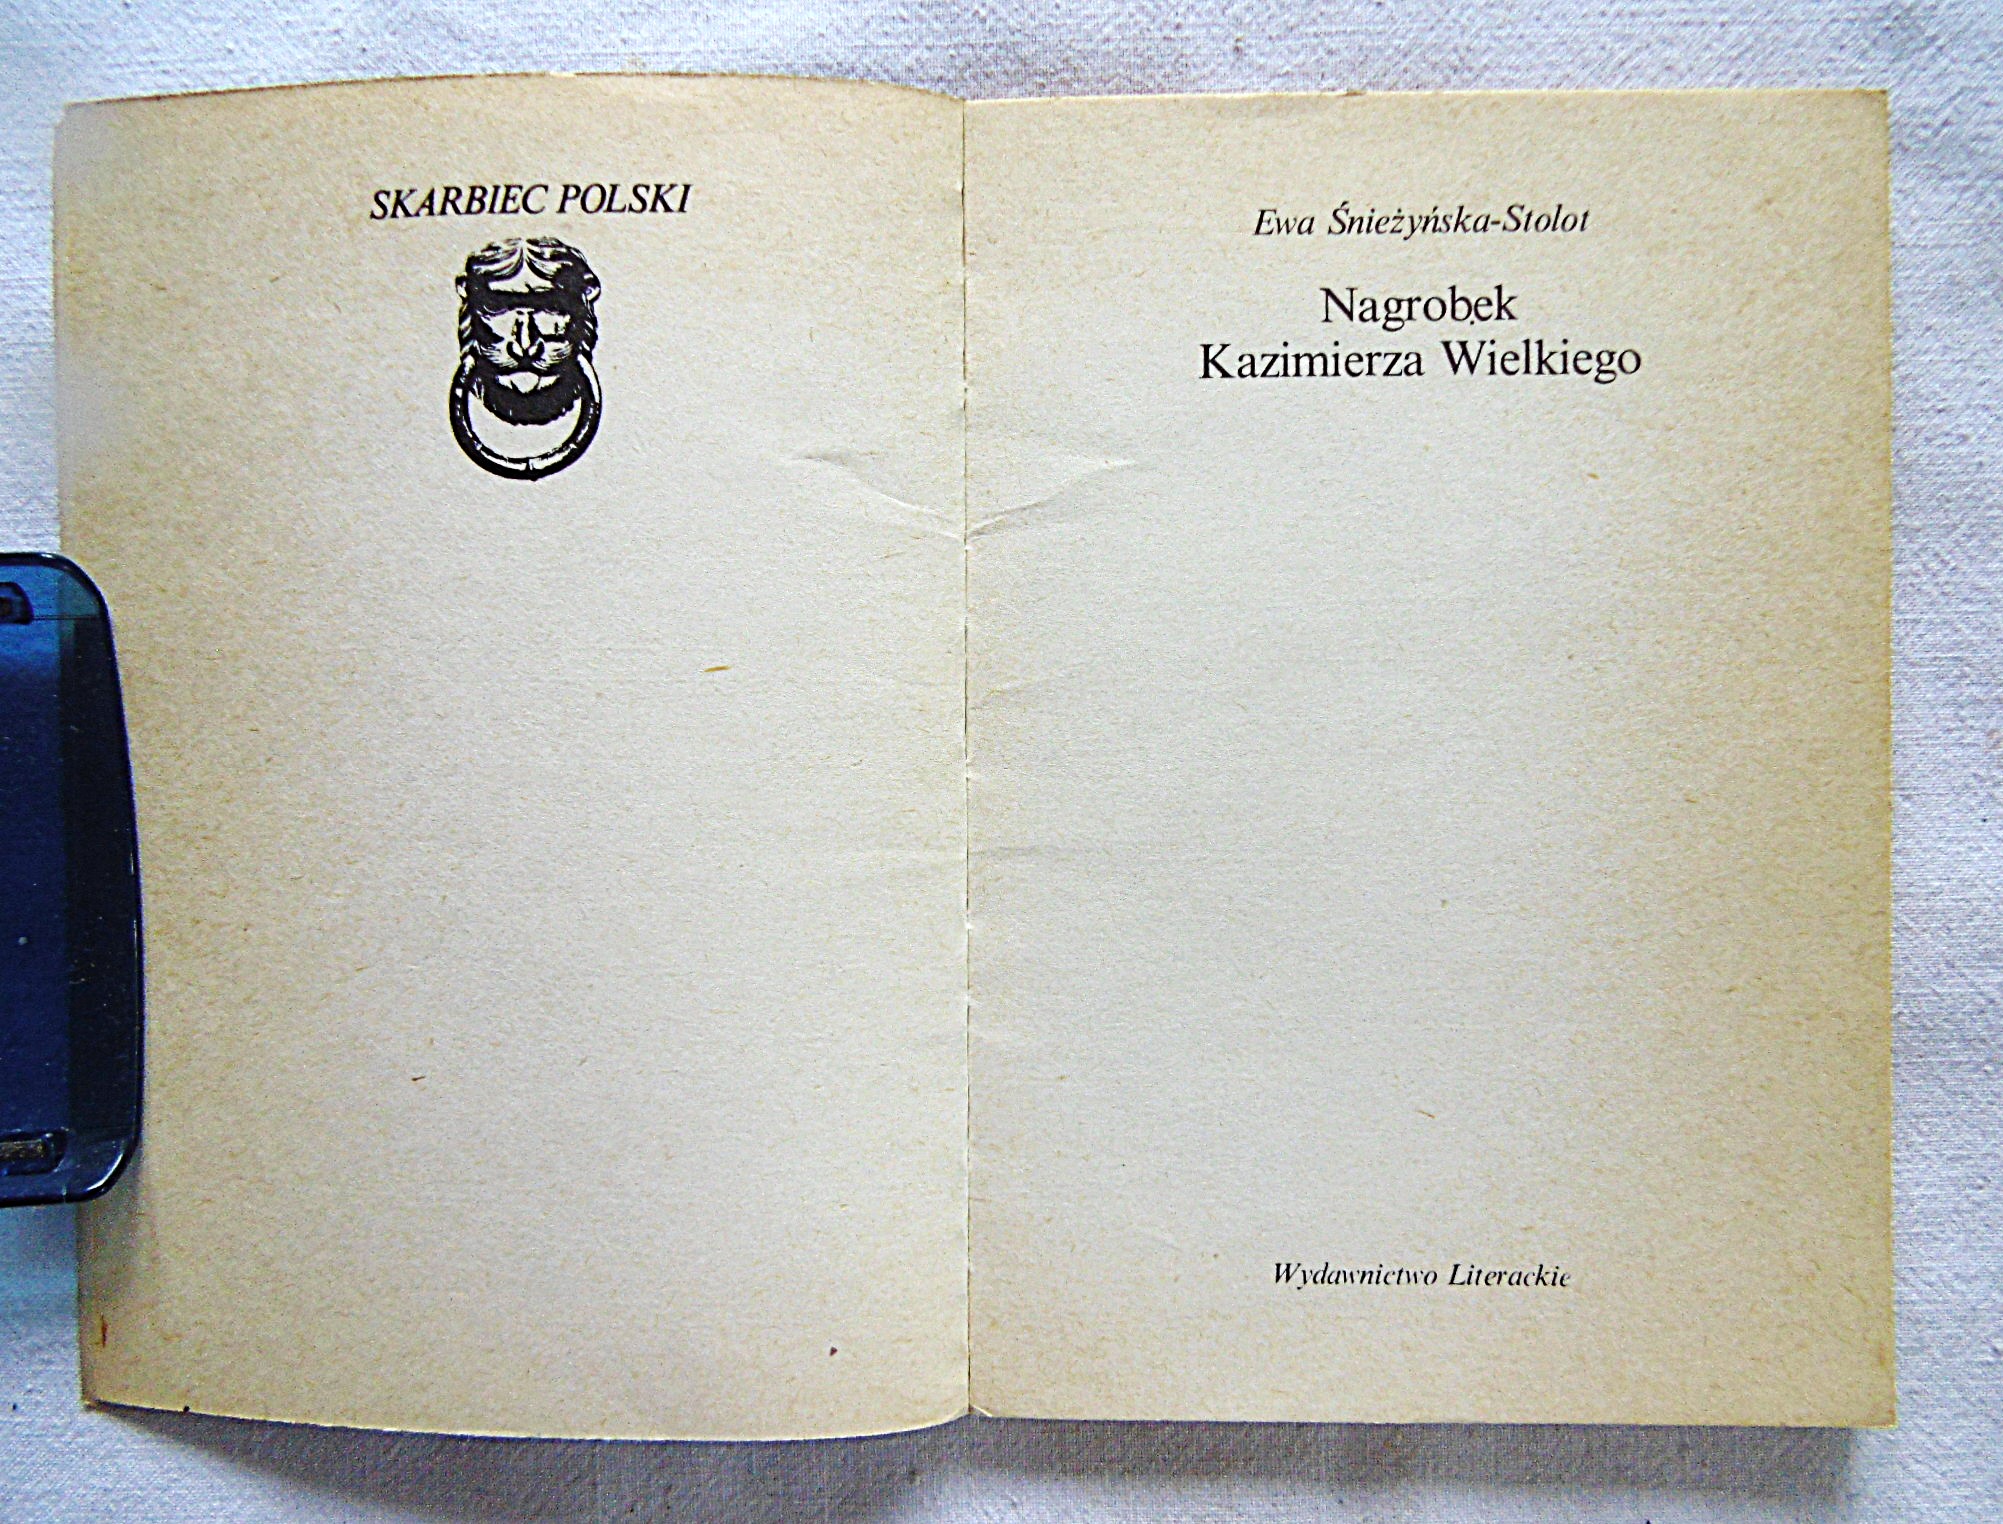 SKARBIEC POLSKI
Ewa Śnieżyńska-Stolot
Nagrobek
Kazimierza Wielkiego
Wydawnictwo Literackie